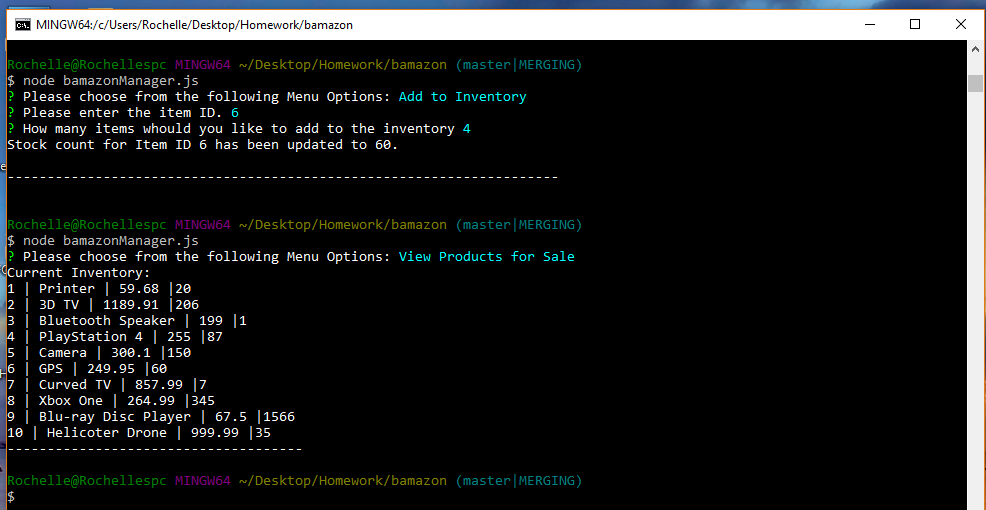 MINGW64:/c/Users/Rochelle/Desktop/Homework/bamazon
Rochelle@Rochellespc MINGW64 ~/Desktop/Homework/bamazon (master|MERGING)
$ node bamazonManager.js
? Please choose from the following Menu Options: Add to Inventory
? Please enter the item ID. 6
? How many items whould you like to add to the inventory 4
Stock count for Item ID 6 has been updated to 60.
---------------------------------------------------------------------
Rochelle@Rochellespc MINGW64 ~/Desktop/Homework/bamazon (master|MERGING)
$ node bamazonManager.js
? Please choose from the following Menu Options: View Products for Sale
Current Inventory:
1 | Printer | 59.68 |20
2 | 3D TV | 1189.91 |206
3 | Bluetooth Speaker | 199 |1
4 | PlayStation 4 | 255 |87
5 | Camera | 300.1 |150
6 | GPS | 249.95 |60
7 | Curved TV | 857.99 |7
8 | Xbox One | 264.99 |345
9 | Blu-ray Disc Player | 67.5 |1566
10 | Helicoter Drone | 999.99 |35
-------------------------------------
Rochelle@Rochellespc MINGW64 ~/Desktop/Homework/bamazon (master|MERGING)
$